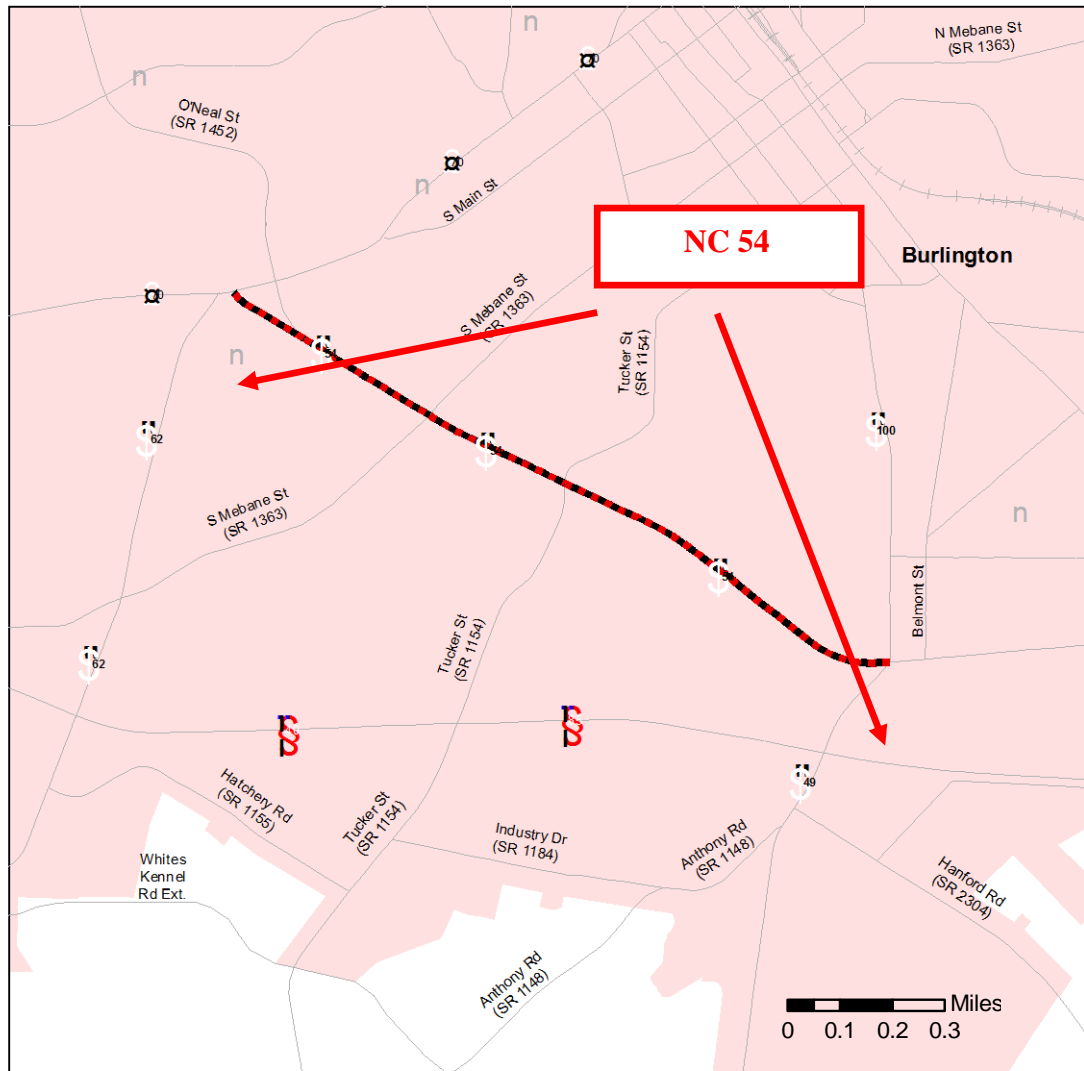 N Mebane St
(SR 1363)
n
O'Neal St
(SR 1452)
n
S Main St
NC 54
Burlington
S Mebane St
(SR 1363)
n
Tucker St
(SR 1154)
62
100
S Mebane St
(SR 1363)
n
Belmont St
Tucker St
(SR 1154)
62
49
Hatchery Rd
(SR 1155)
Tucker St
(SR 1154)
Industry Dr
(SR 1184)
Anthony Rd
(SR 1148)
Whites
Kennel
Rd Ext.
Hanford Rd
(SR 2304)
Anthony Rd
(SR 1148)
Miles
0 0.1 0.2 0.3